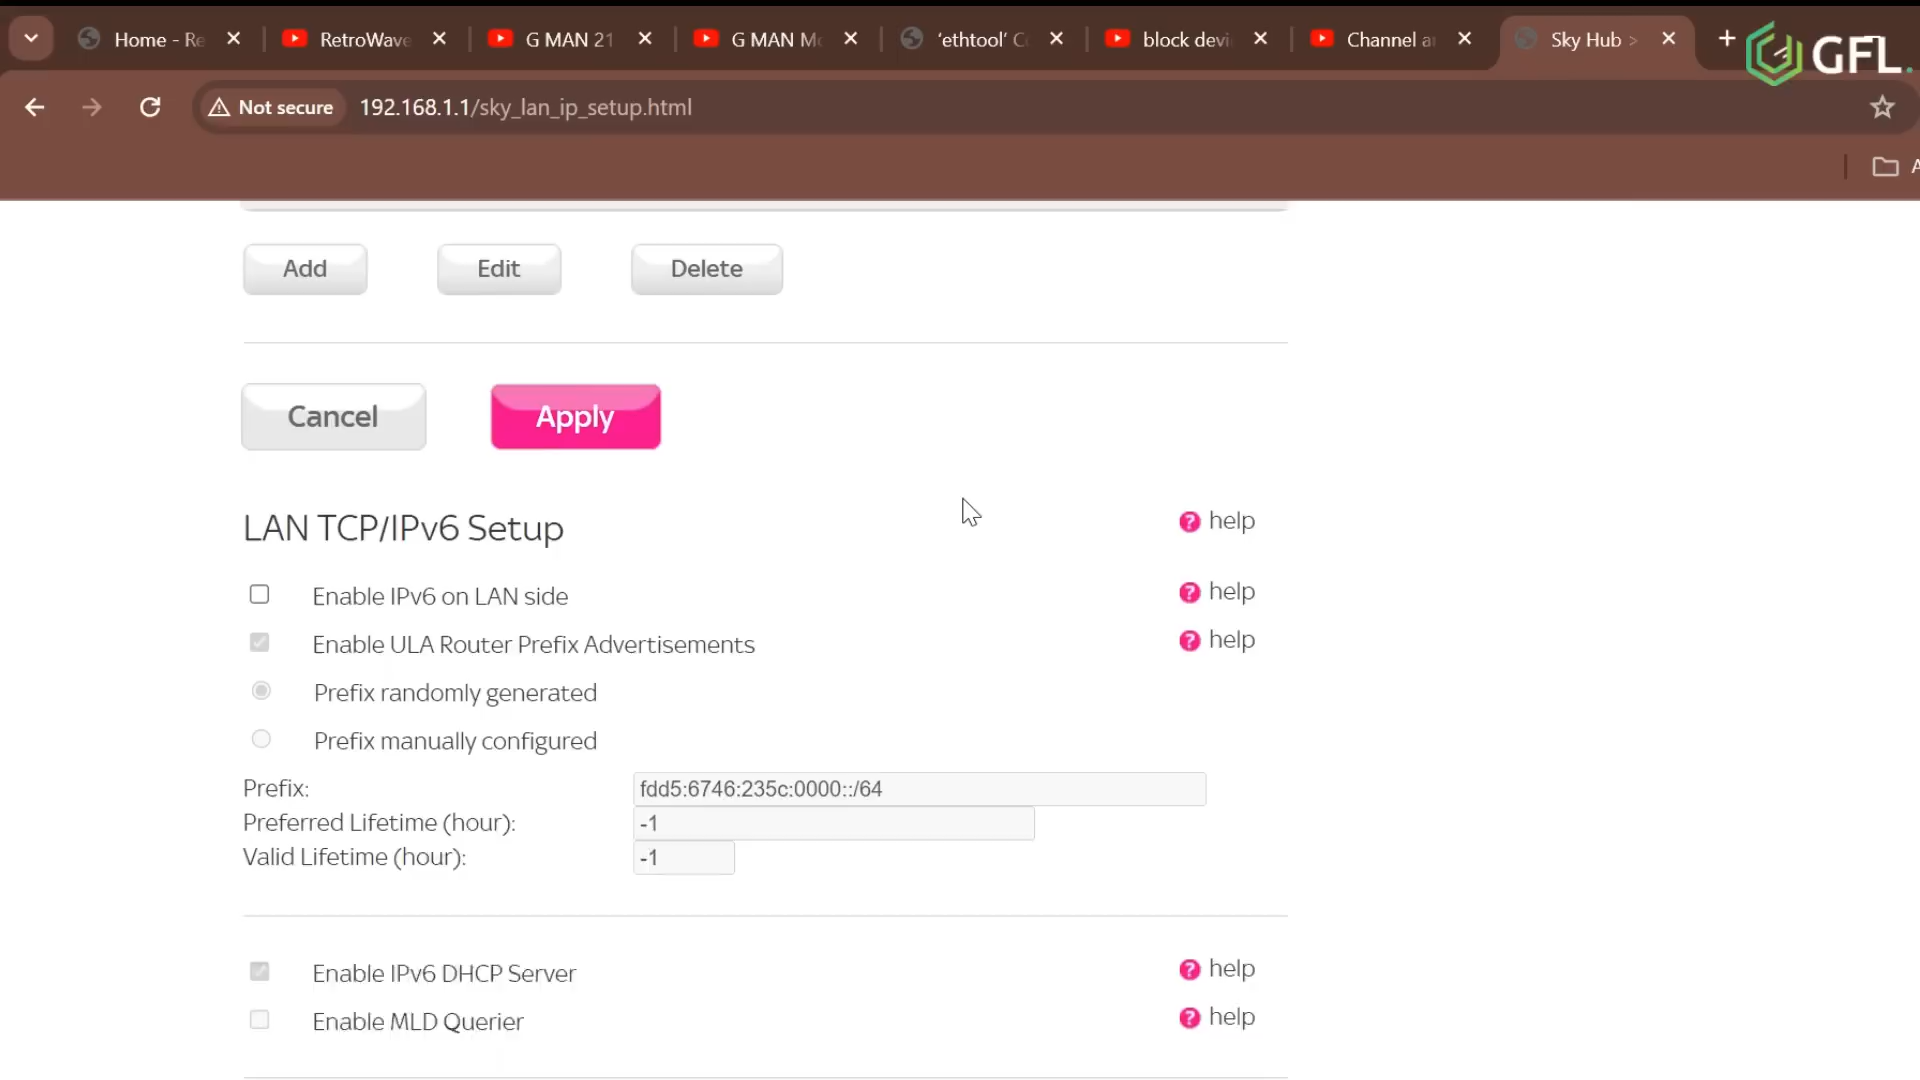 Home - Re
RetroWave
G MAN 21
G MAN Mo
'ethtool' C
block devi
Channel a
Sky Hub >
GFL.
Not secure
192.168.1.1/sky_lan_ip_setup.html
A
Add
Edit
Delete
Cancel
Apply
LAN TCP/IPv6 Setup
? help
Enable IPv6 on LAN side
? help
Enable ULA Router Prefix Advertisements
? help
Prefix randomly generated
Prefix manually configured
Prefix:
fdd5:6746:235c:0000::/64
Preferred Lifetime (hour):
-1
Valid Lifetime (hour):
-1
Enable IPv6 DHCP Server
? help
Enable MLD Querier
? help